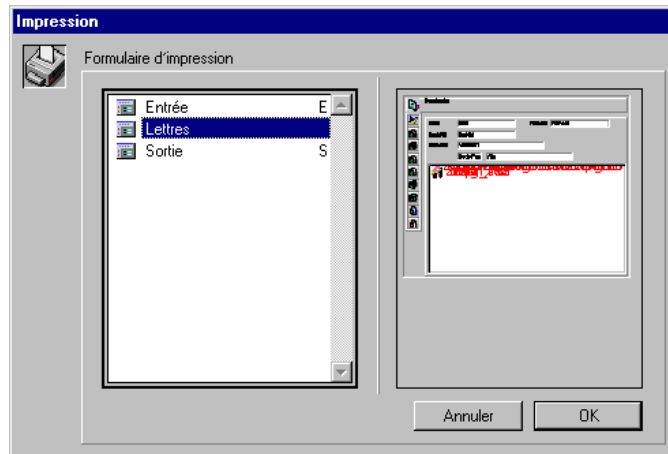 Impression
Formulaire d'impression
Entrée E
Lettres
Sortie S
Annuler OK